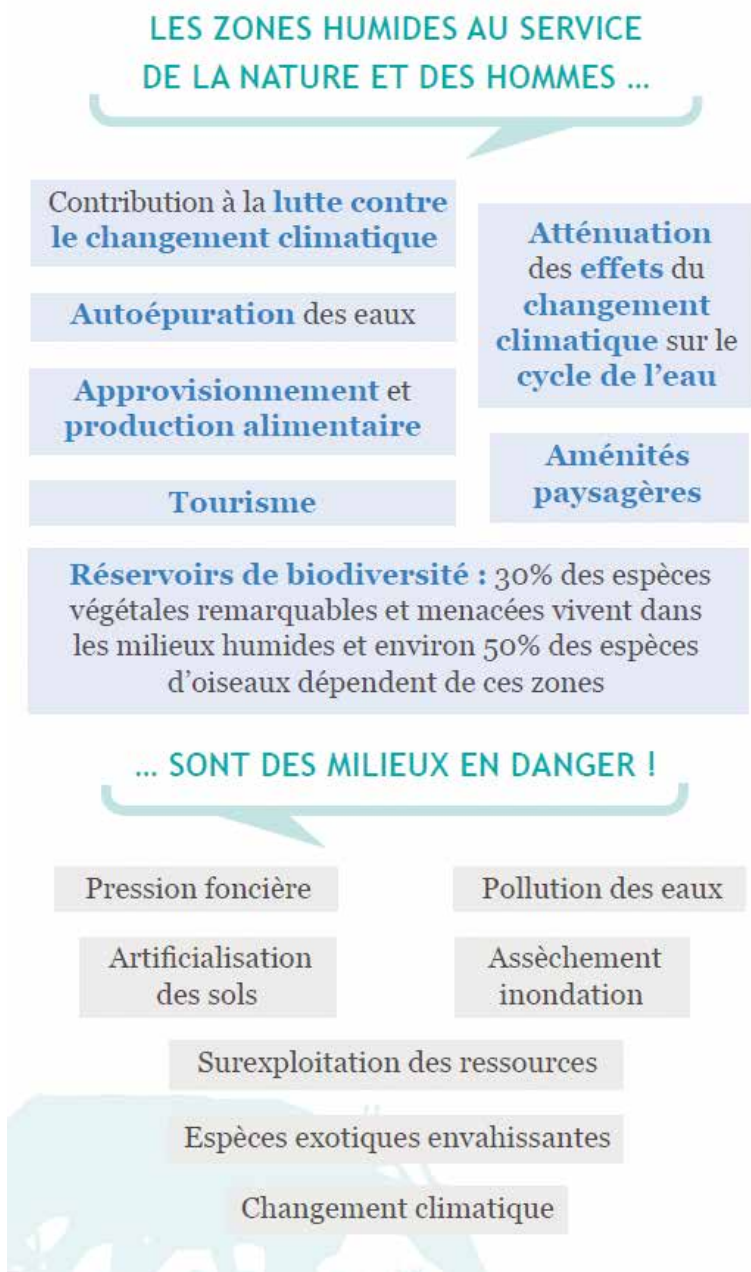 LES ZONES HUMIDES AU SERVICE
DE LA NATURE ET DES HOMMES ...
Contribution à la lutte contre
le changement climatique
Autoépuration des eaux
Approvisionnement et
production alimentaire
Tourisme
Atténuation
des effets du
changement
climatique sur le
cycle de l'eau
Aménités
paysagères
Réservoirs de biodiversité : 30% des espèces
végétales remarquables et menacées vivent dans
les milieux humides et environ 50% des espèces
d'oiseaux dépendent de ces zones
... SONT DES MILIEUX EN DANGER !
Pression foncière
Pollution des eaux
Artificialisation
des sols
Assèchement
inondation
Surexploitation des ressources
Espèces exotiques envahissantes
Changement climatique